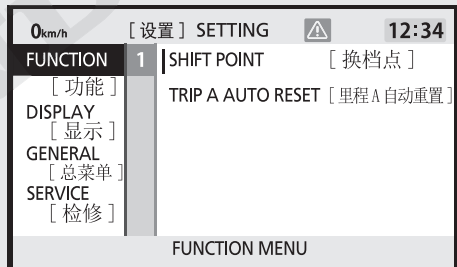 0km/h [设置] SETTING 12:34
FUNCTION 1 SHIFT POINT [换档点]
[功能]
TRIP A AUTO RESET [里程A自动重置]
DISPLAY
[显示]
GENERAL
[总菜单]
SERVICE
[检修]
FUNCTION MENU